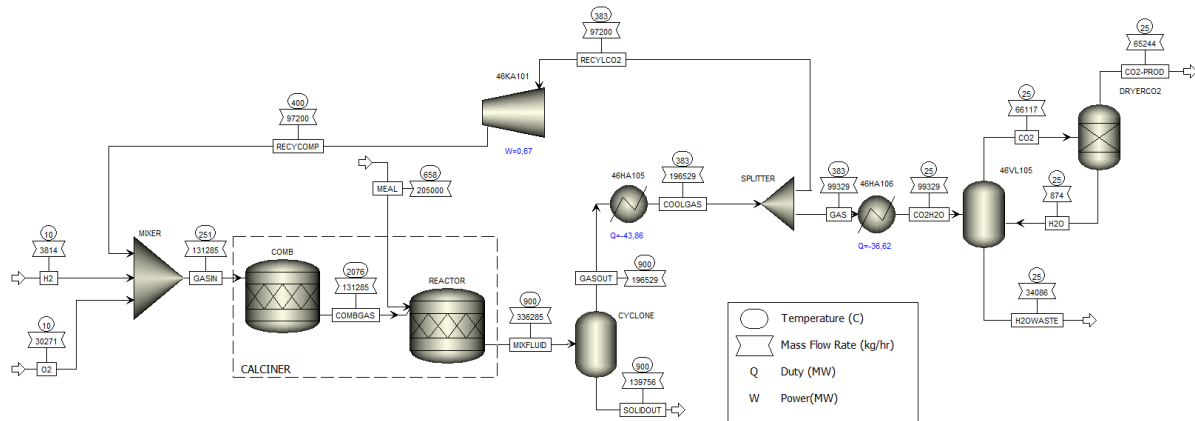 383
97200
RECYLCO2
46KA101
W=0,67
400
97200
RECYCOMP
25
65244
CO2-PROD
DRYERCO2
25
66117
CO2
46VL105
25
874
H2O
MEAL
658
205000
46HA105
Q=-43,86
383
196529
COOLGAS
SPLITTER
383
99329
GAS
46HA106
Q=-36,62
25
99329
CO2H2O
10
3814
H2
MIXER
251
131285
GASIN
COMB
2076
131285
COMBGAS
REACTOR
CALCINER
10
30271
O2
900
336285
MIXFLUID
GASOUT
900
196529
CYCLONE
900
139756
SOLIDOUT
25
34086
H2OWASTE
Temperature (C)
Mass Flow Rate (kg/hr)
Q Duty (MW)
W Power(MW)